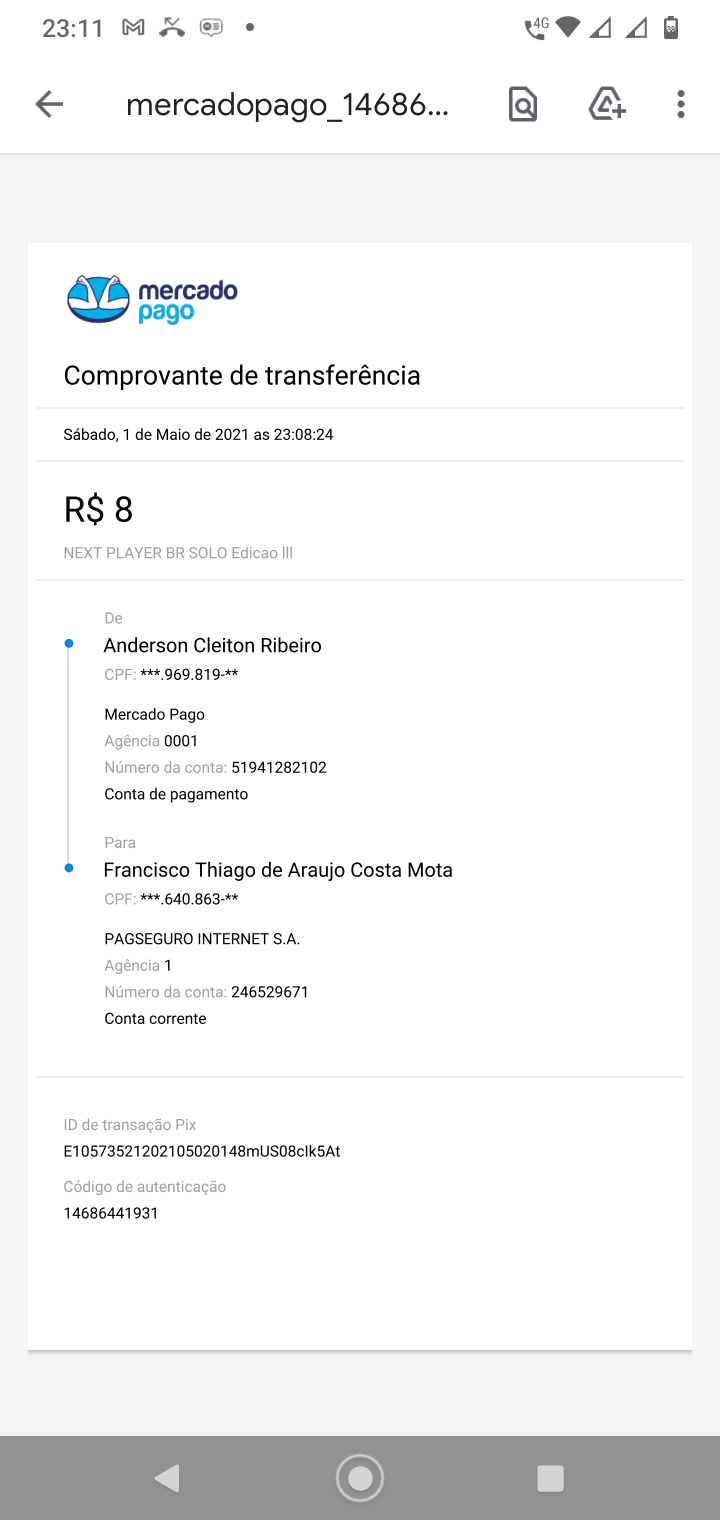 23:11
4G
mercadopago_14686...
mercado
pago
Comprovante de transferência
Sábado, 1 de Maio de 2021 as 23:08:24
R$ 8
NEXT PLAYER BR SOLO Edicao lll
De
Anderson Cleiton Ribeiro
CPF: ***.969.819-**
Mercado Pago
Agência 0001
Número da conta: 51941282102
Conta de pagamento
Para
Francisco Thiago de Araujo Costa Mota
CPF: ***.640.863-**
PAGSEGURO INTERNET S.A.
Agência 1
Número da conta: 246529671
Conta corrente
ID de transação Pix
E10573521202105020148mUS08cIk5At
Código de autenticação
14686441931